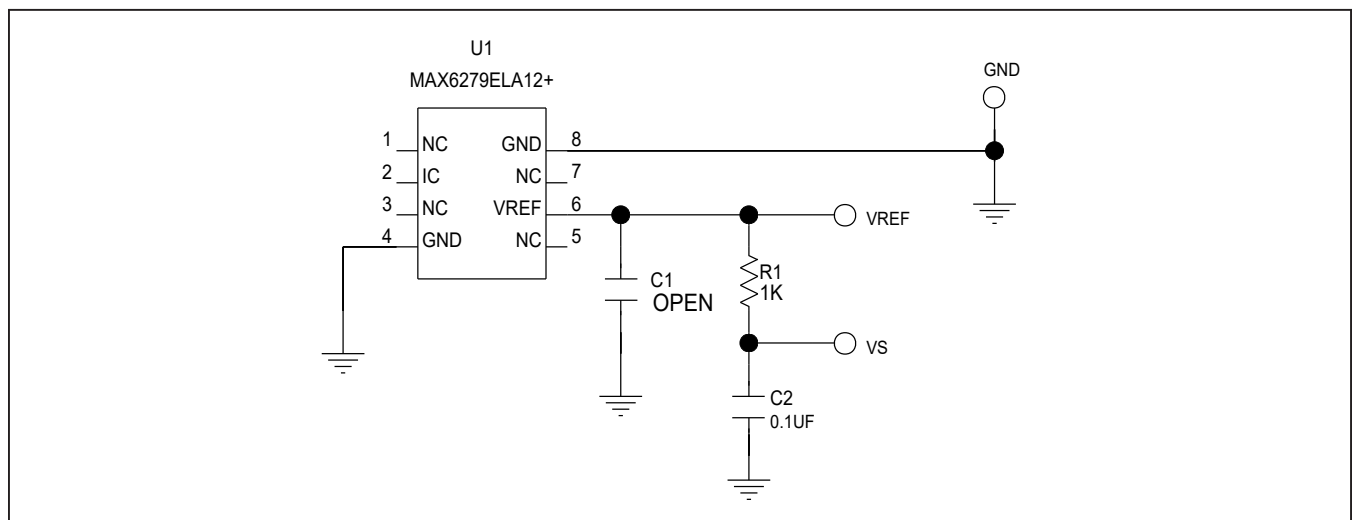 U1
MAX6279ELA12+
GND
1 NC GND 8
2 IC NC 7
3 NC VREF 6
4 GND NC 5
VREF
C1
OPEN
R1
1K
VS
C2
0.1UF